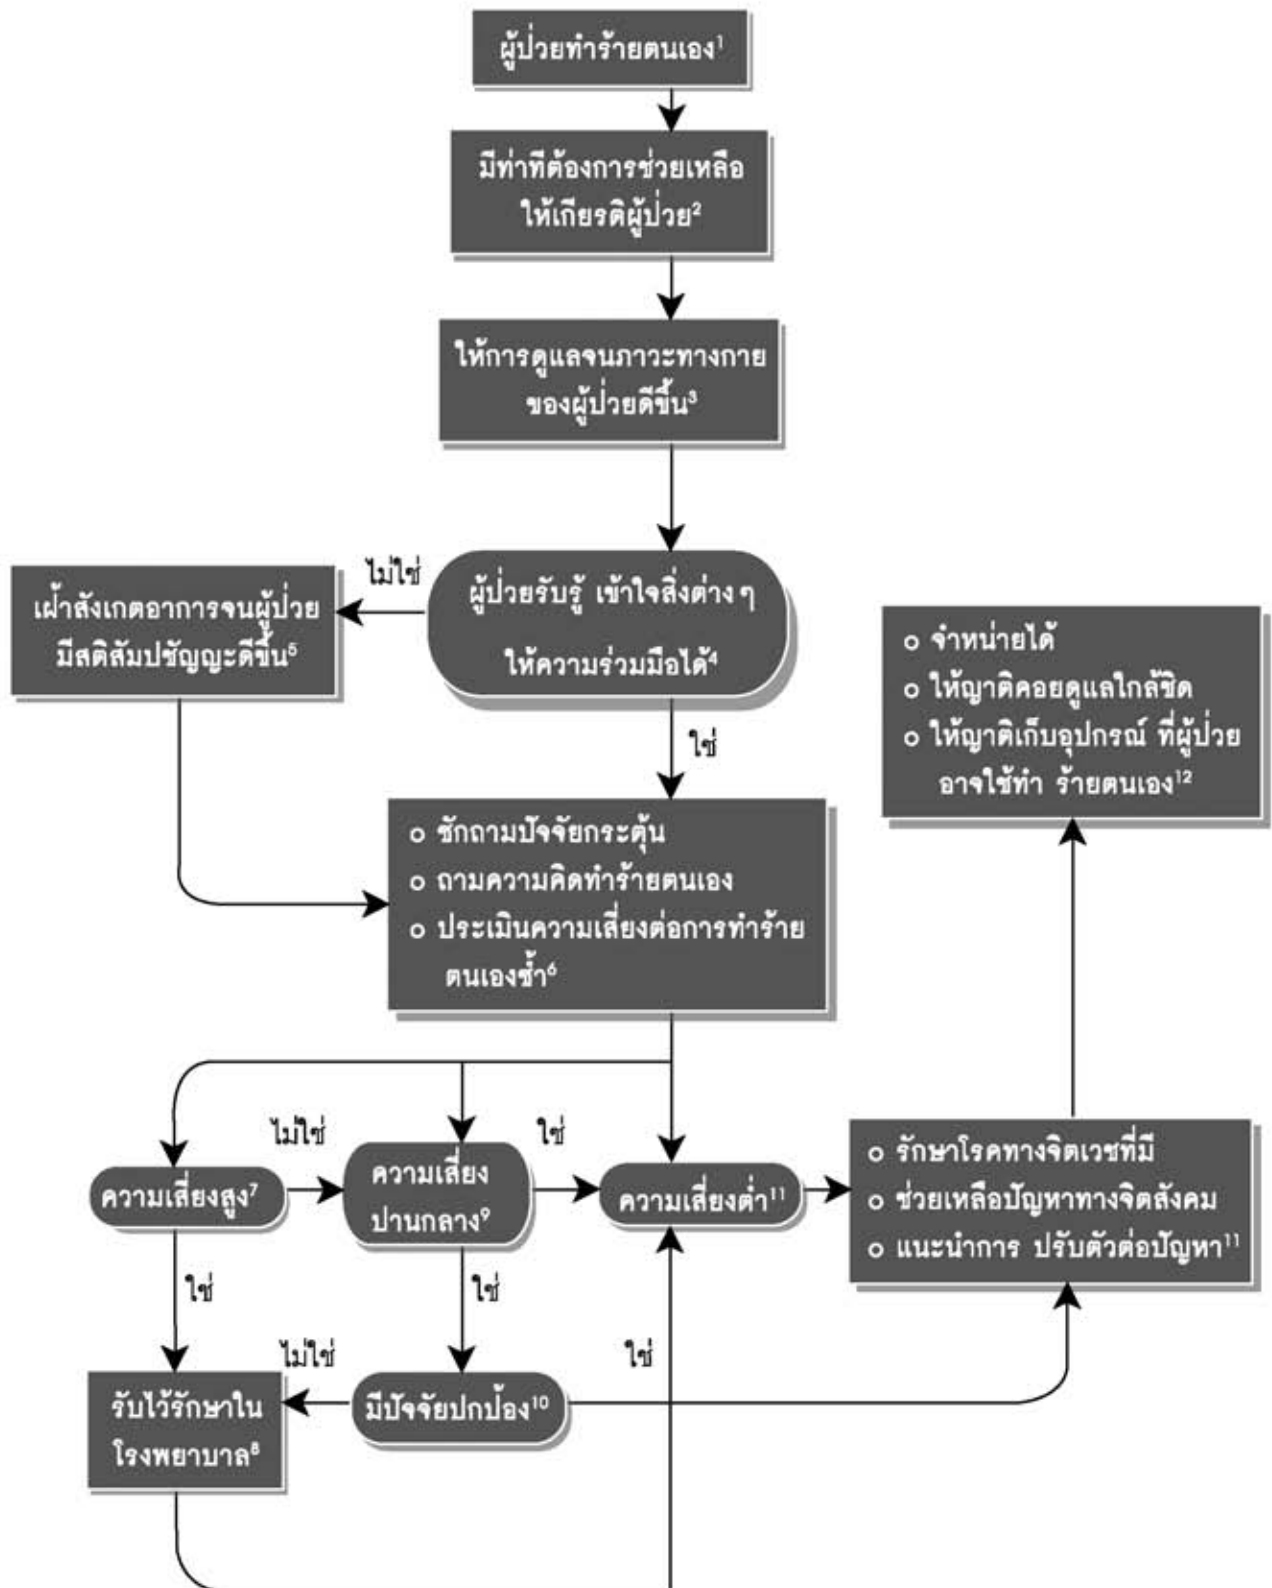 ผู้ป่วยทำร้ายตนเอง¹
มีท่าทีต้องการช่วยเหลือ
ให้เกียรติผู้ป่วย²
ให้การดูแลจนภาวะทางกาย
ของผู้ป่วยดีขึ้น³
ไม่ใช่
ผู้ป่วยรับรู้ เข้าใจสิ่งต่างๆ
ให้ความร่วมมือได้⁴
เฝ้าสังเกตอาการจนผู้ป่วย
มีสติสัมปชัญญะดีขึ้น⁵
ใช่
o จำหน่ายได้
o ให้ญาติคอยดูแลใกล้ชิด
o ให้ญาติเก็บอุปกรณ์ ที่ผู้ป่วย
อาจใช้ทำ ร้ายตนเอง¹²
o ซักถามปัจจัยกระตุ้น
o ถามความคิดทำร้ายตนเอง
o ประเมินความเสี่ยงต่อการทำร้าย
ตนเองซ้ำ⁶
ความเสี่ยงสูง⁷
ไม่ใช่
ความเสี่ยง
ปานกลาง⁹
ใช่
ความเสี่ยงต่ำ¹¹
o รักษาโรคทางจิตเวชที่มี
o ช่วยเหลือปัญหาทางจิตสังคม
o แนะนำการ ปรับตัวต่อปัญหา¹¹
ใช่
ใช่
รับไว้รักษาใน
โรงพยาบาล⁸
ไม่ใช่
มีปัจจัยปกป้อง¹⁰
ใช่